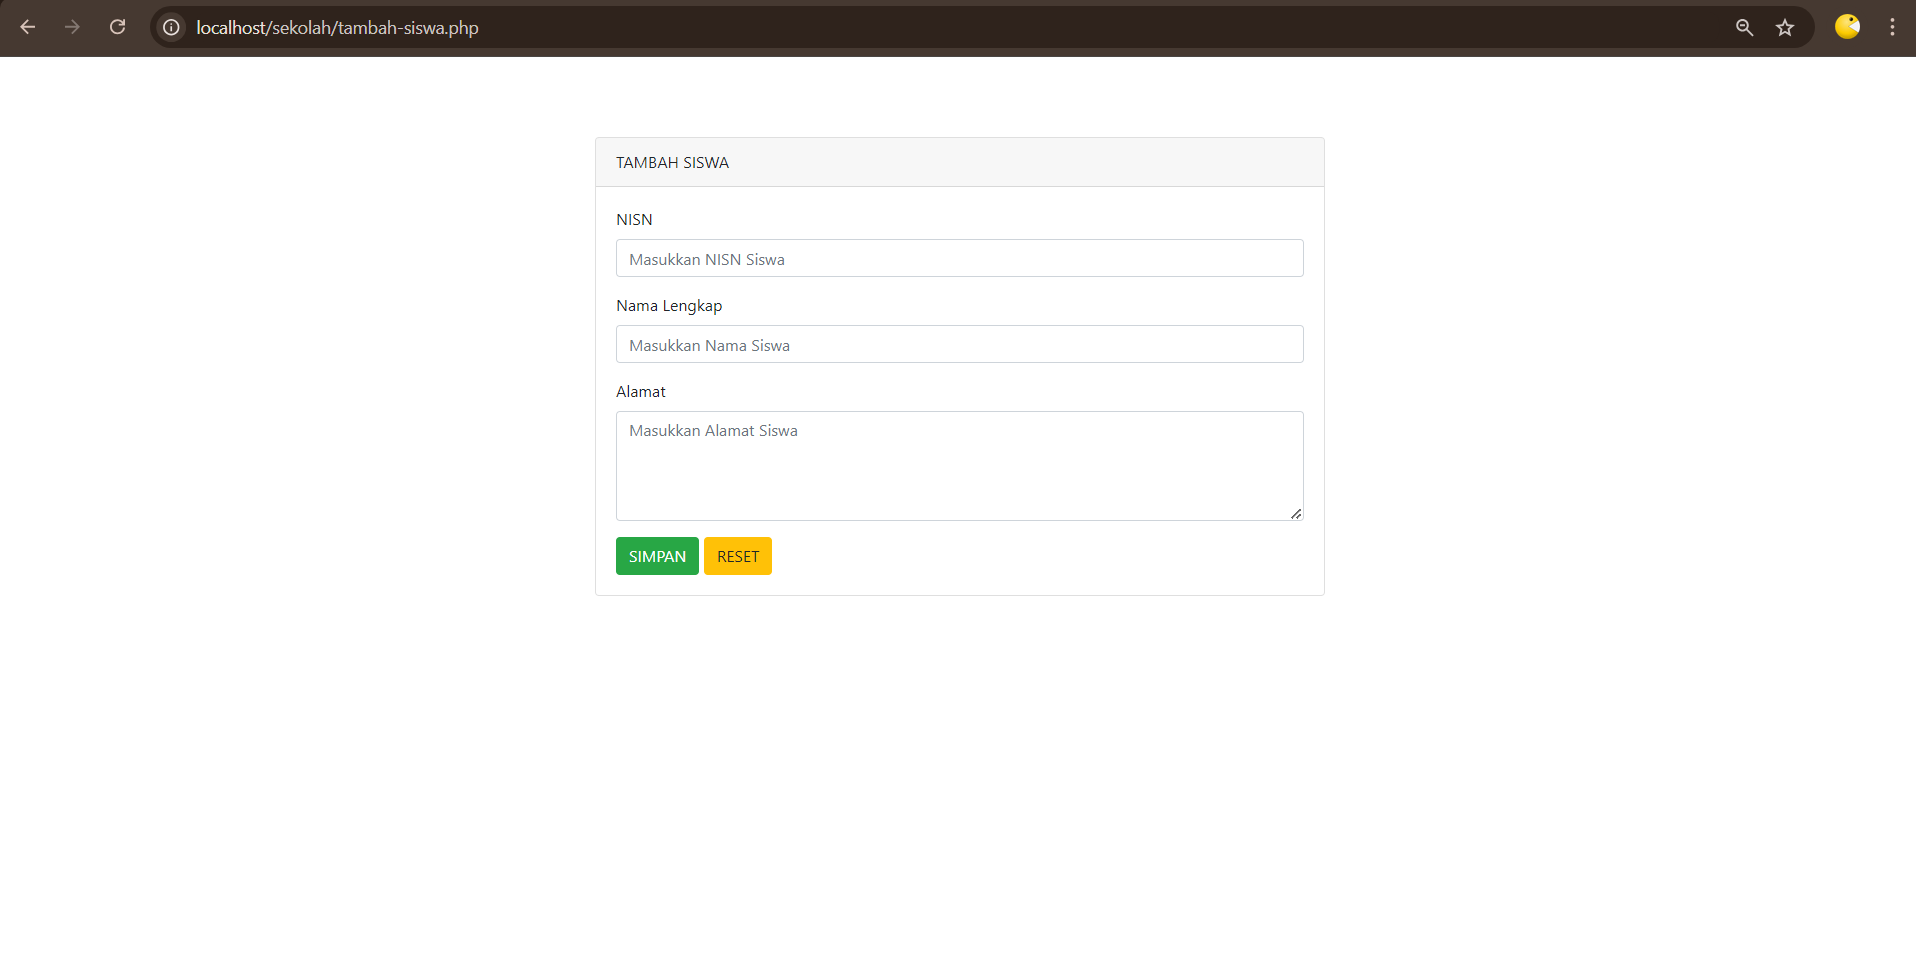 localhost/sekolah/tambah-siswa.php
TAMBAH SISWA
NISN
Masukkan NISN Siswa
Nama Lengkap
Masukkan Nama Siswa
Alamat
Masukkan Alamat Siswa
SIMPAN RESET